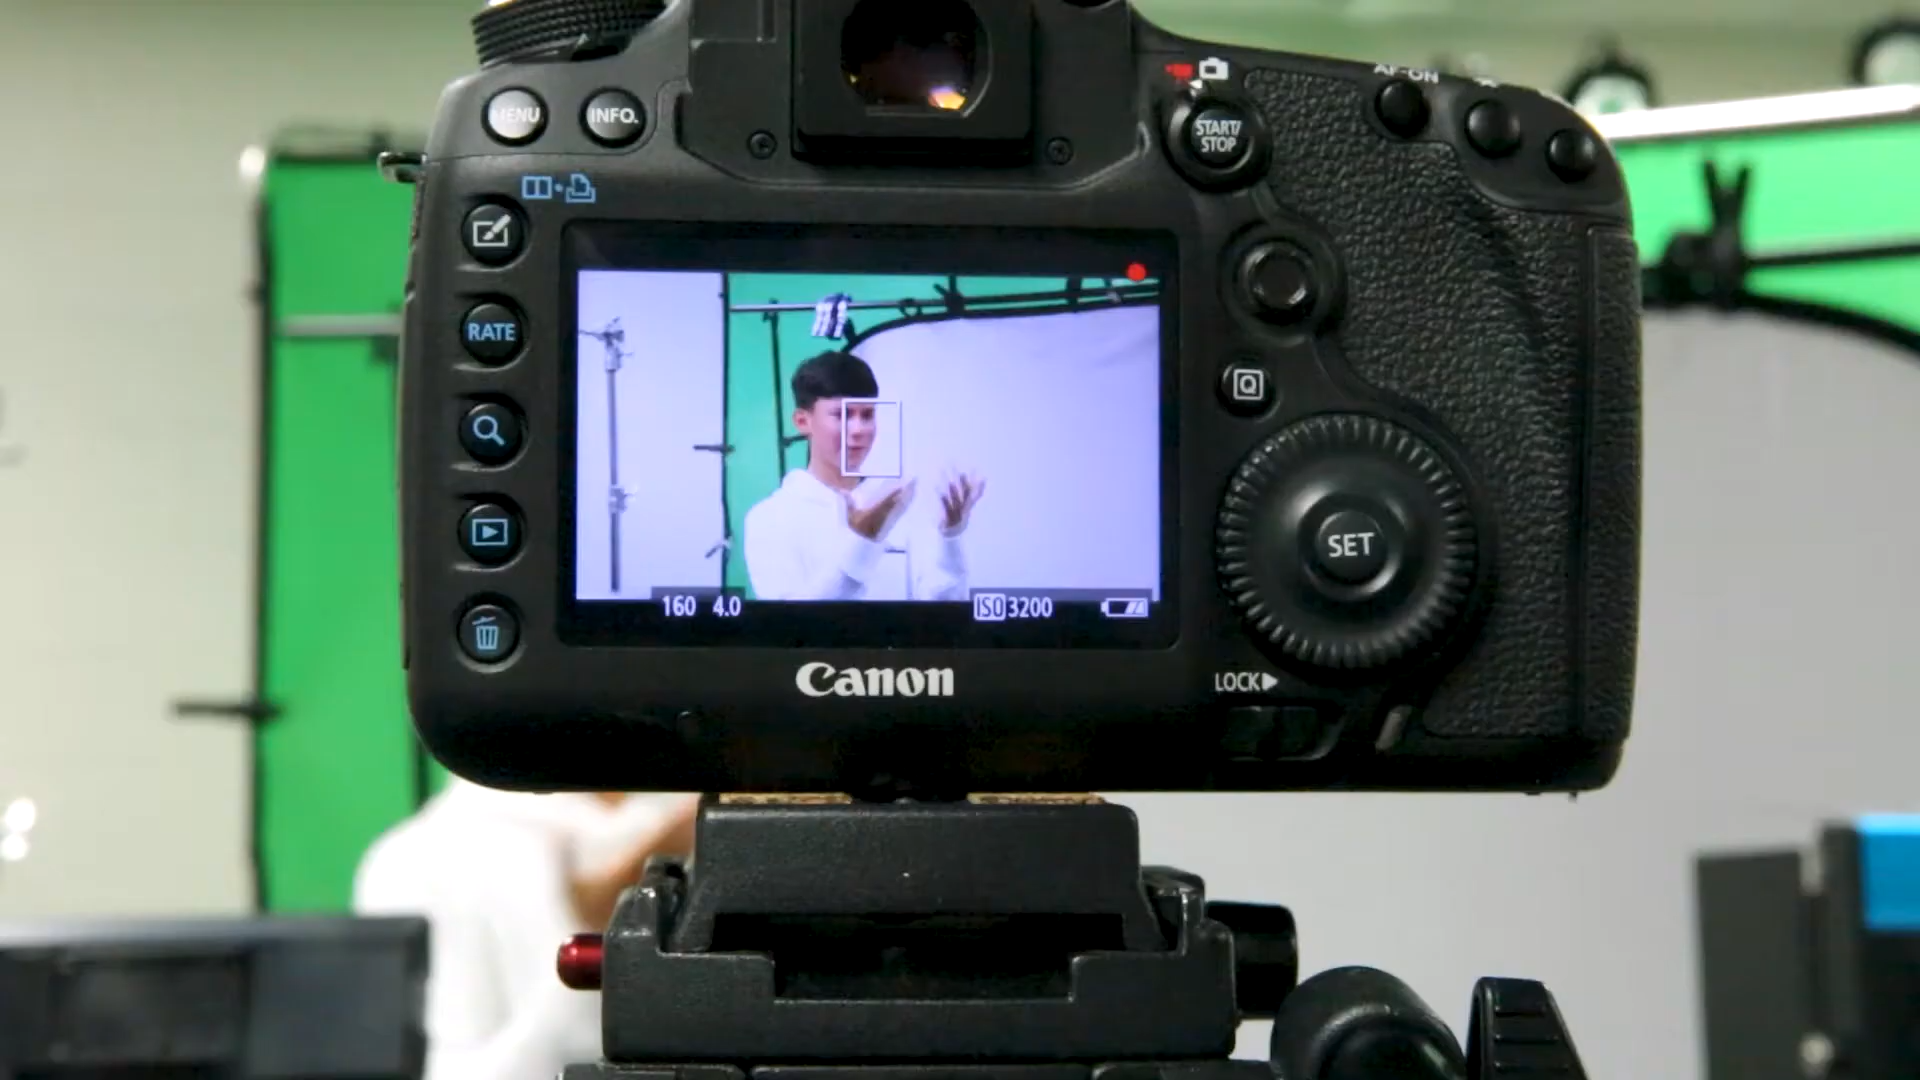 AF-ON
MENU
INFO.
START/
STOP
RATE
Q
SET
160 4.0
ISO 3200
Canon
LOCK